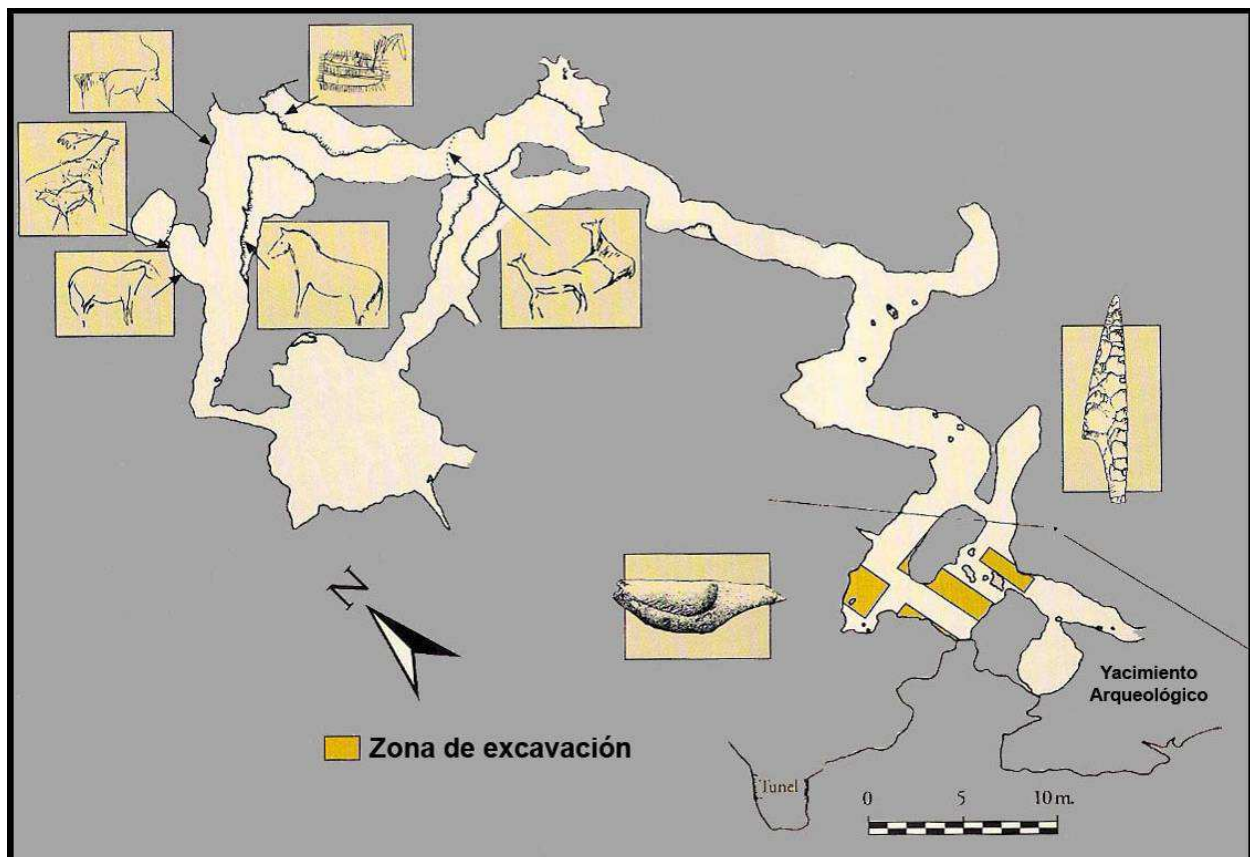 Yacimiento
Arqueológico
N
Zona de excavación
Tunel
0 5 10 m.